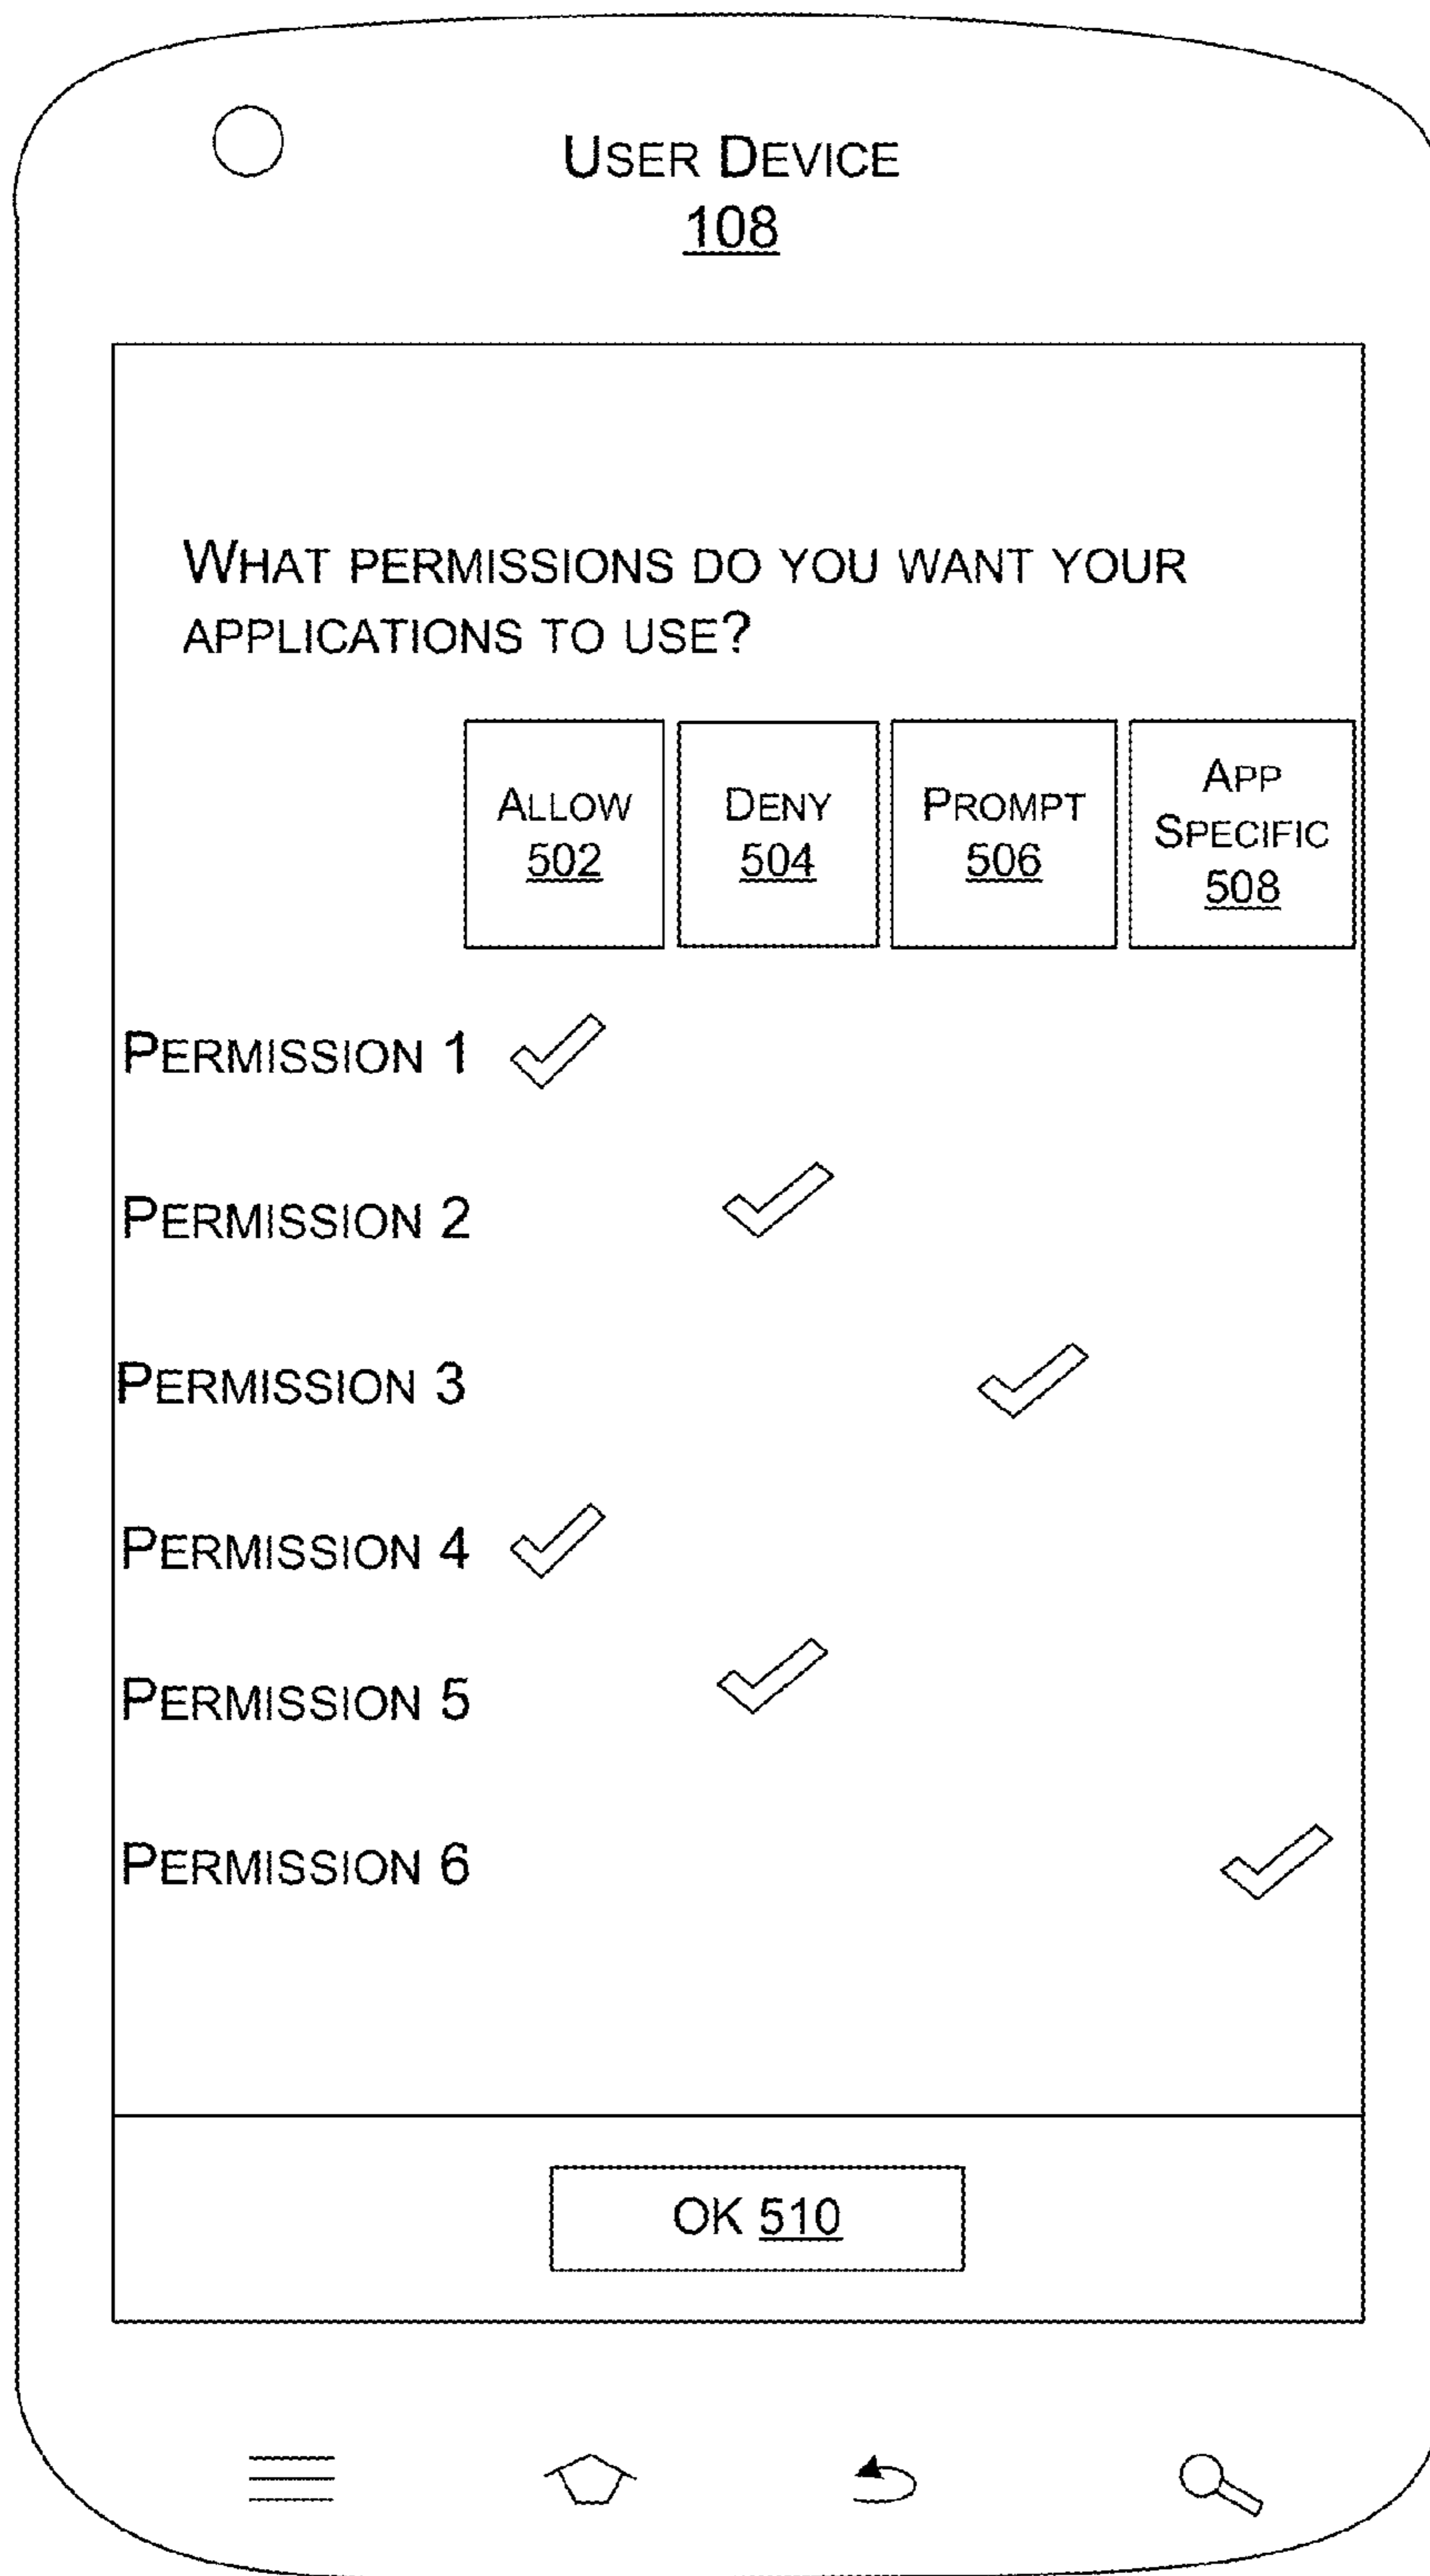 USER DEVICE
108
WHAT PERMISSIONS DO YOU WANT YOUR
APPLICATIONS TO USE?
ALLOW
502
DENY
504
PROMPT
506
APP
SPECIFIC
508
PERMISSION 1
PERMISSION 2
PERMISSION 3
PERMISSION 4
PERMISSION 5
PERMISSION 6
OK 510